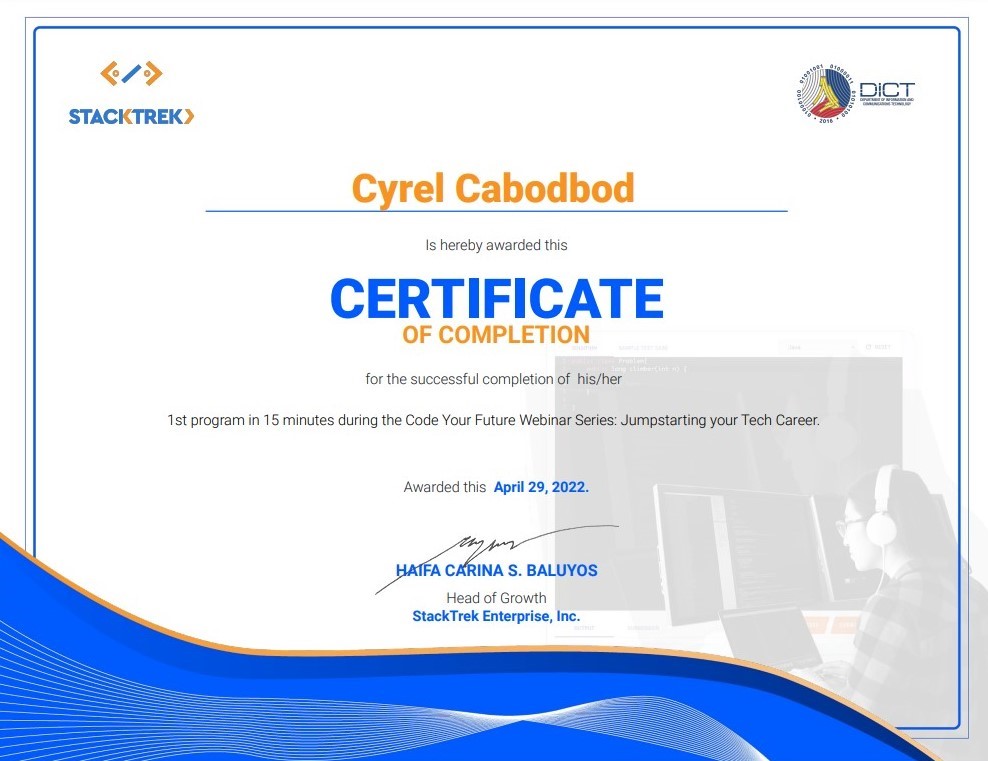 STACKTREK
DICT
DEPARTMENT OF INFORMATION AND
COMMUNICATIONS TECHNOLOGY
2016
Cyrel Cabodbod
Is hereby awarded this
CERTIFICATE
OF COMPLETION
for the successful completion of his/her
1st program in 15 minutes during the Code Your Future Webinar Series: Jumpstarting your Tech Career.
Awarded this April 29, 2022.
HAIFA CARINA S. BALUYOS
Head of Growth
StackTrek Enterprise, Inc.